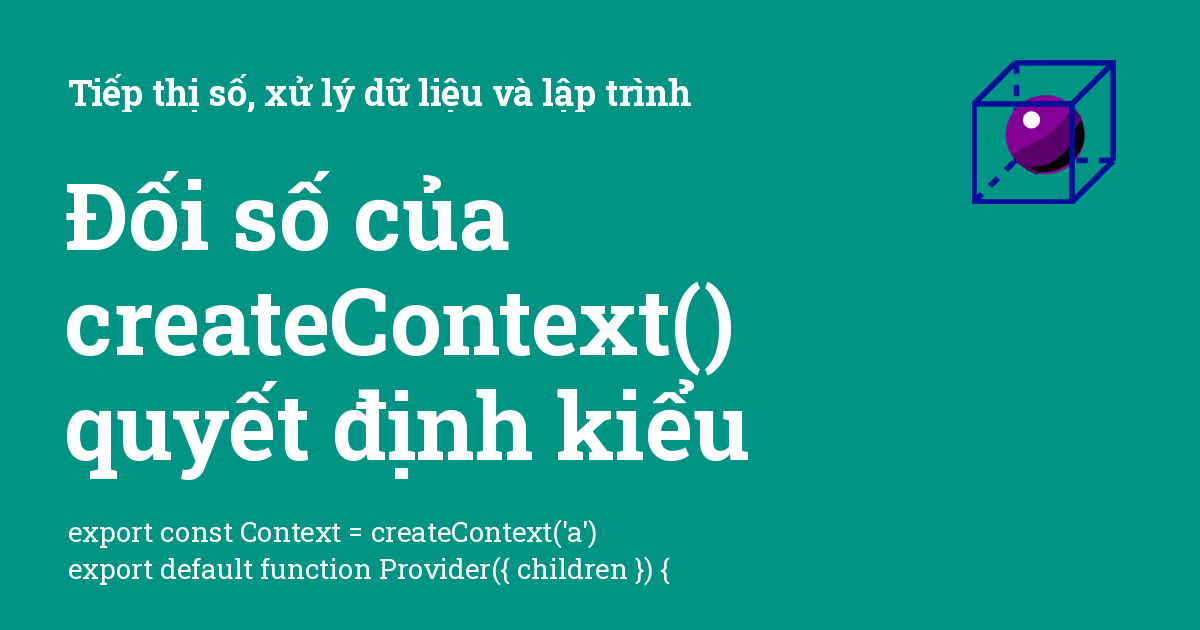 Tiếp thị số, xử lý dữ liệu và lập trình
Đối số của
createContext()
quyết định kiểu
export const Context = createContext('a')
export default function Provider({ children }) {